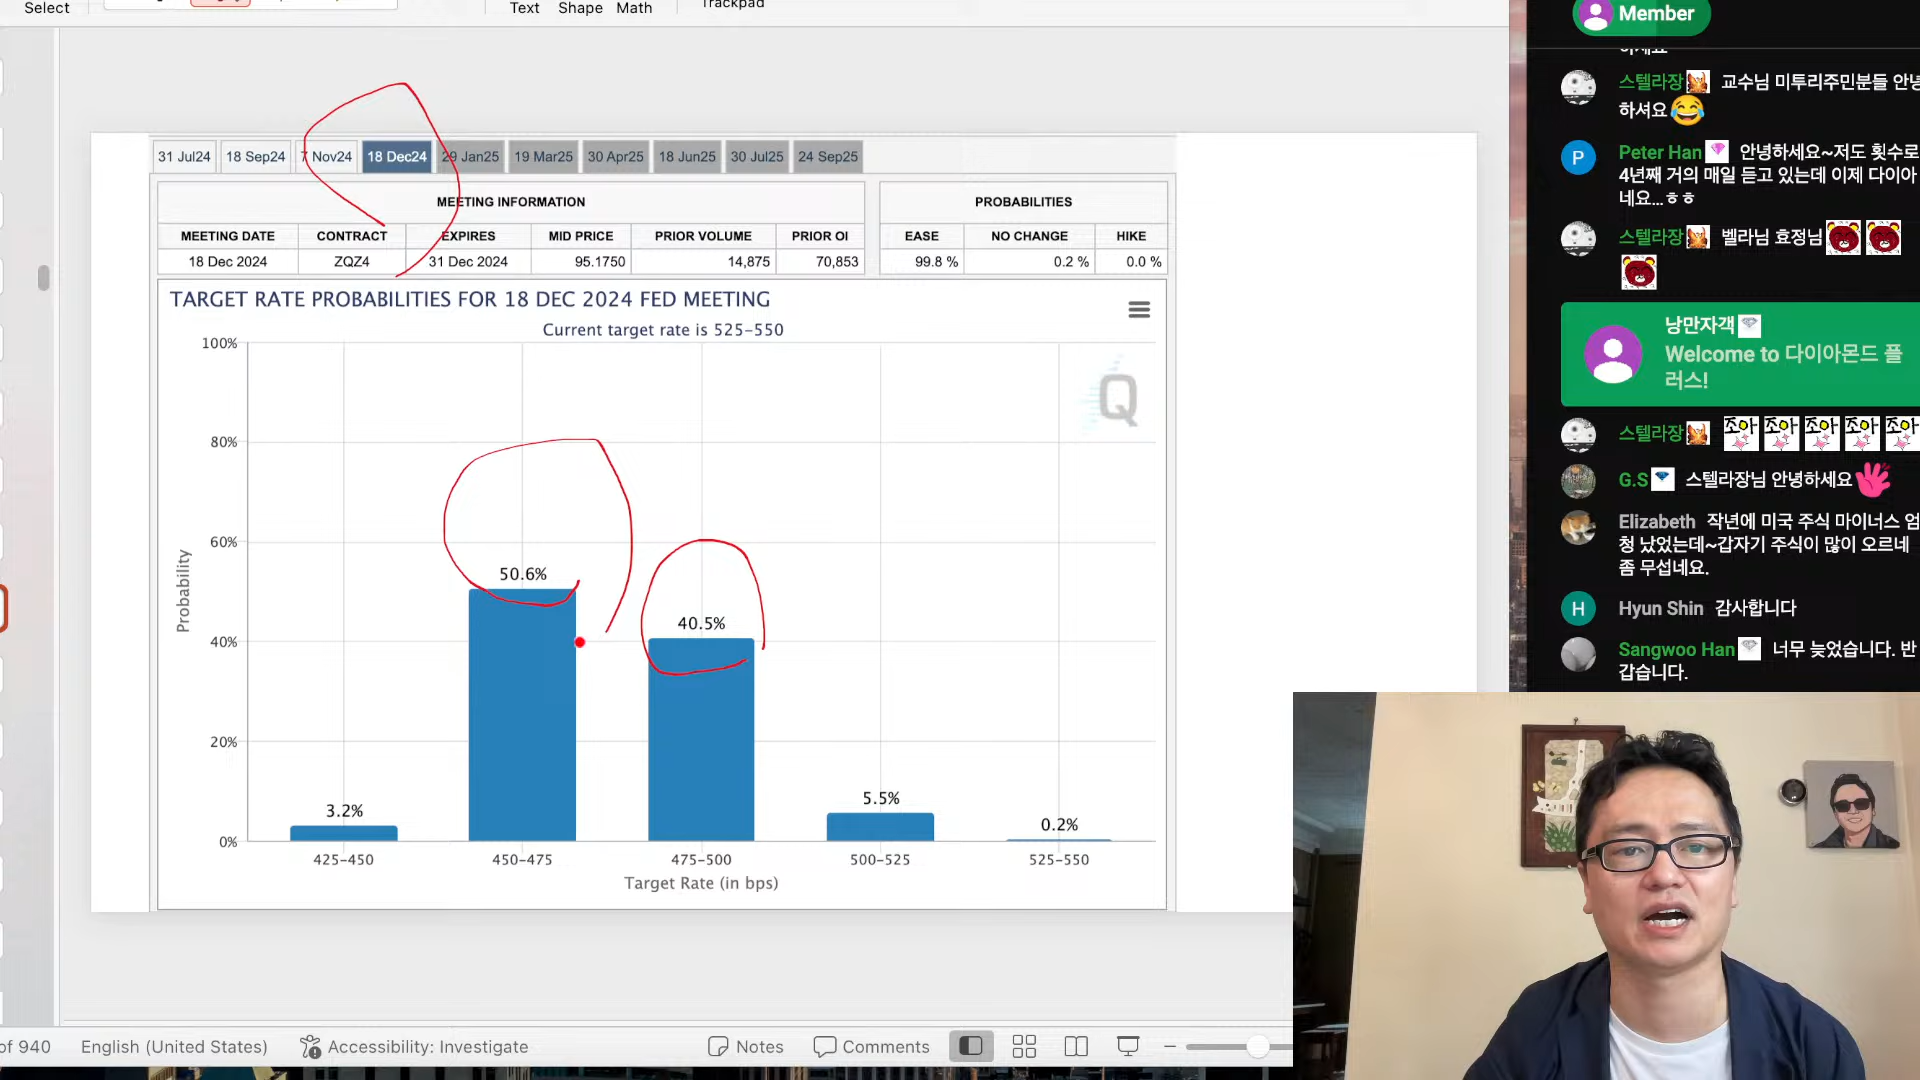 Select
Text
Shape
Math
Trackpad
31 Jul24
18 Sep24
7 Nov24
18 Dec24
29 Jan25
19 Mar25
30 Apr25
18 Jun25
30 Jul25
24 Sep25
MEETING INFORMATION
MEETING DATE
CONTRACT
EXPIRES
MID PRICE
PRIOR VOLUME
PRIOR OI
18 Dec 2024
ZQZ4
31 Dec 2024
95.1750
14,875
70,853
PROBABILITIES
EASE
NO CHANGE
HIKE
99.8 %
0.2 %
0.0 %
TARGET RATE PROBABILITIES FOR 18 DEC 2024 FED MEETING
Current target rate is 525–550
Q
Probability
100%
80%
60%
40%
20%
0%
3.2%
50.6%
40.5%
5.5%
0.2%
425–450
450–475
475–500
500–525
525–550
Target Rate (in bps)
of 940
English (United States)
Accessibility: Investigate
Notes
Comments
Member
하세요
스텔라장 교수님 미투리주민분들 안녕
하셔요😂
P
Peter Han 안녕하세요~저도 횟수로
4년째 거의 매일 듣고 있는데 이제 다이아
네요...ㅎㅎ
스텔라장 벨라님 효정님
낭만자객
Welcome to 다이아몬드 플
러스!
스텔라장 조아 조아 조아 조아 조아
G.S 스텔라장님 안녕하세요
Elizabeth 작년에 미국 주식 마이너스 엄
청 났었는데~갑자기 주식이 많이 오르네
좀 무섭네요.
H
Hyun Shin 감사합니다
Sangwoo Han 너무 늦었습니다. 반
갑습니다.